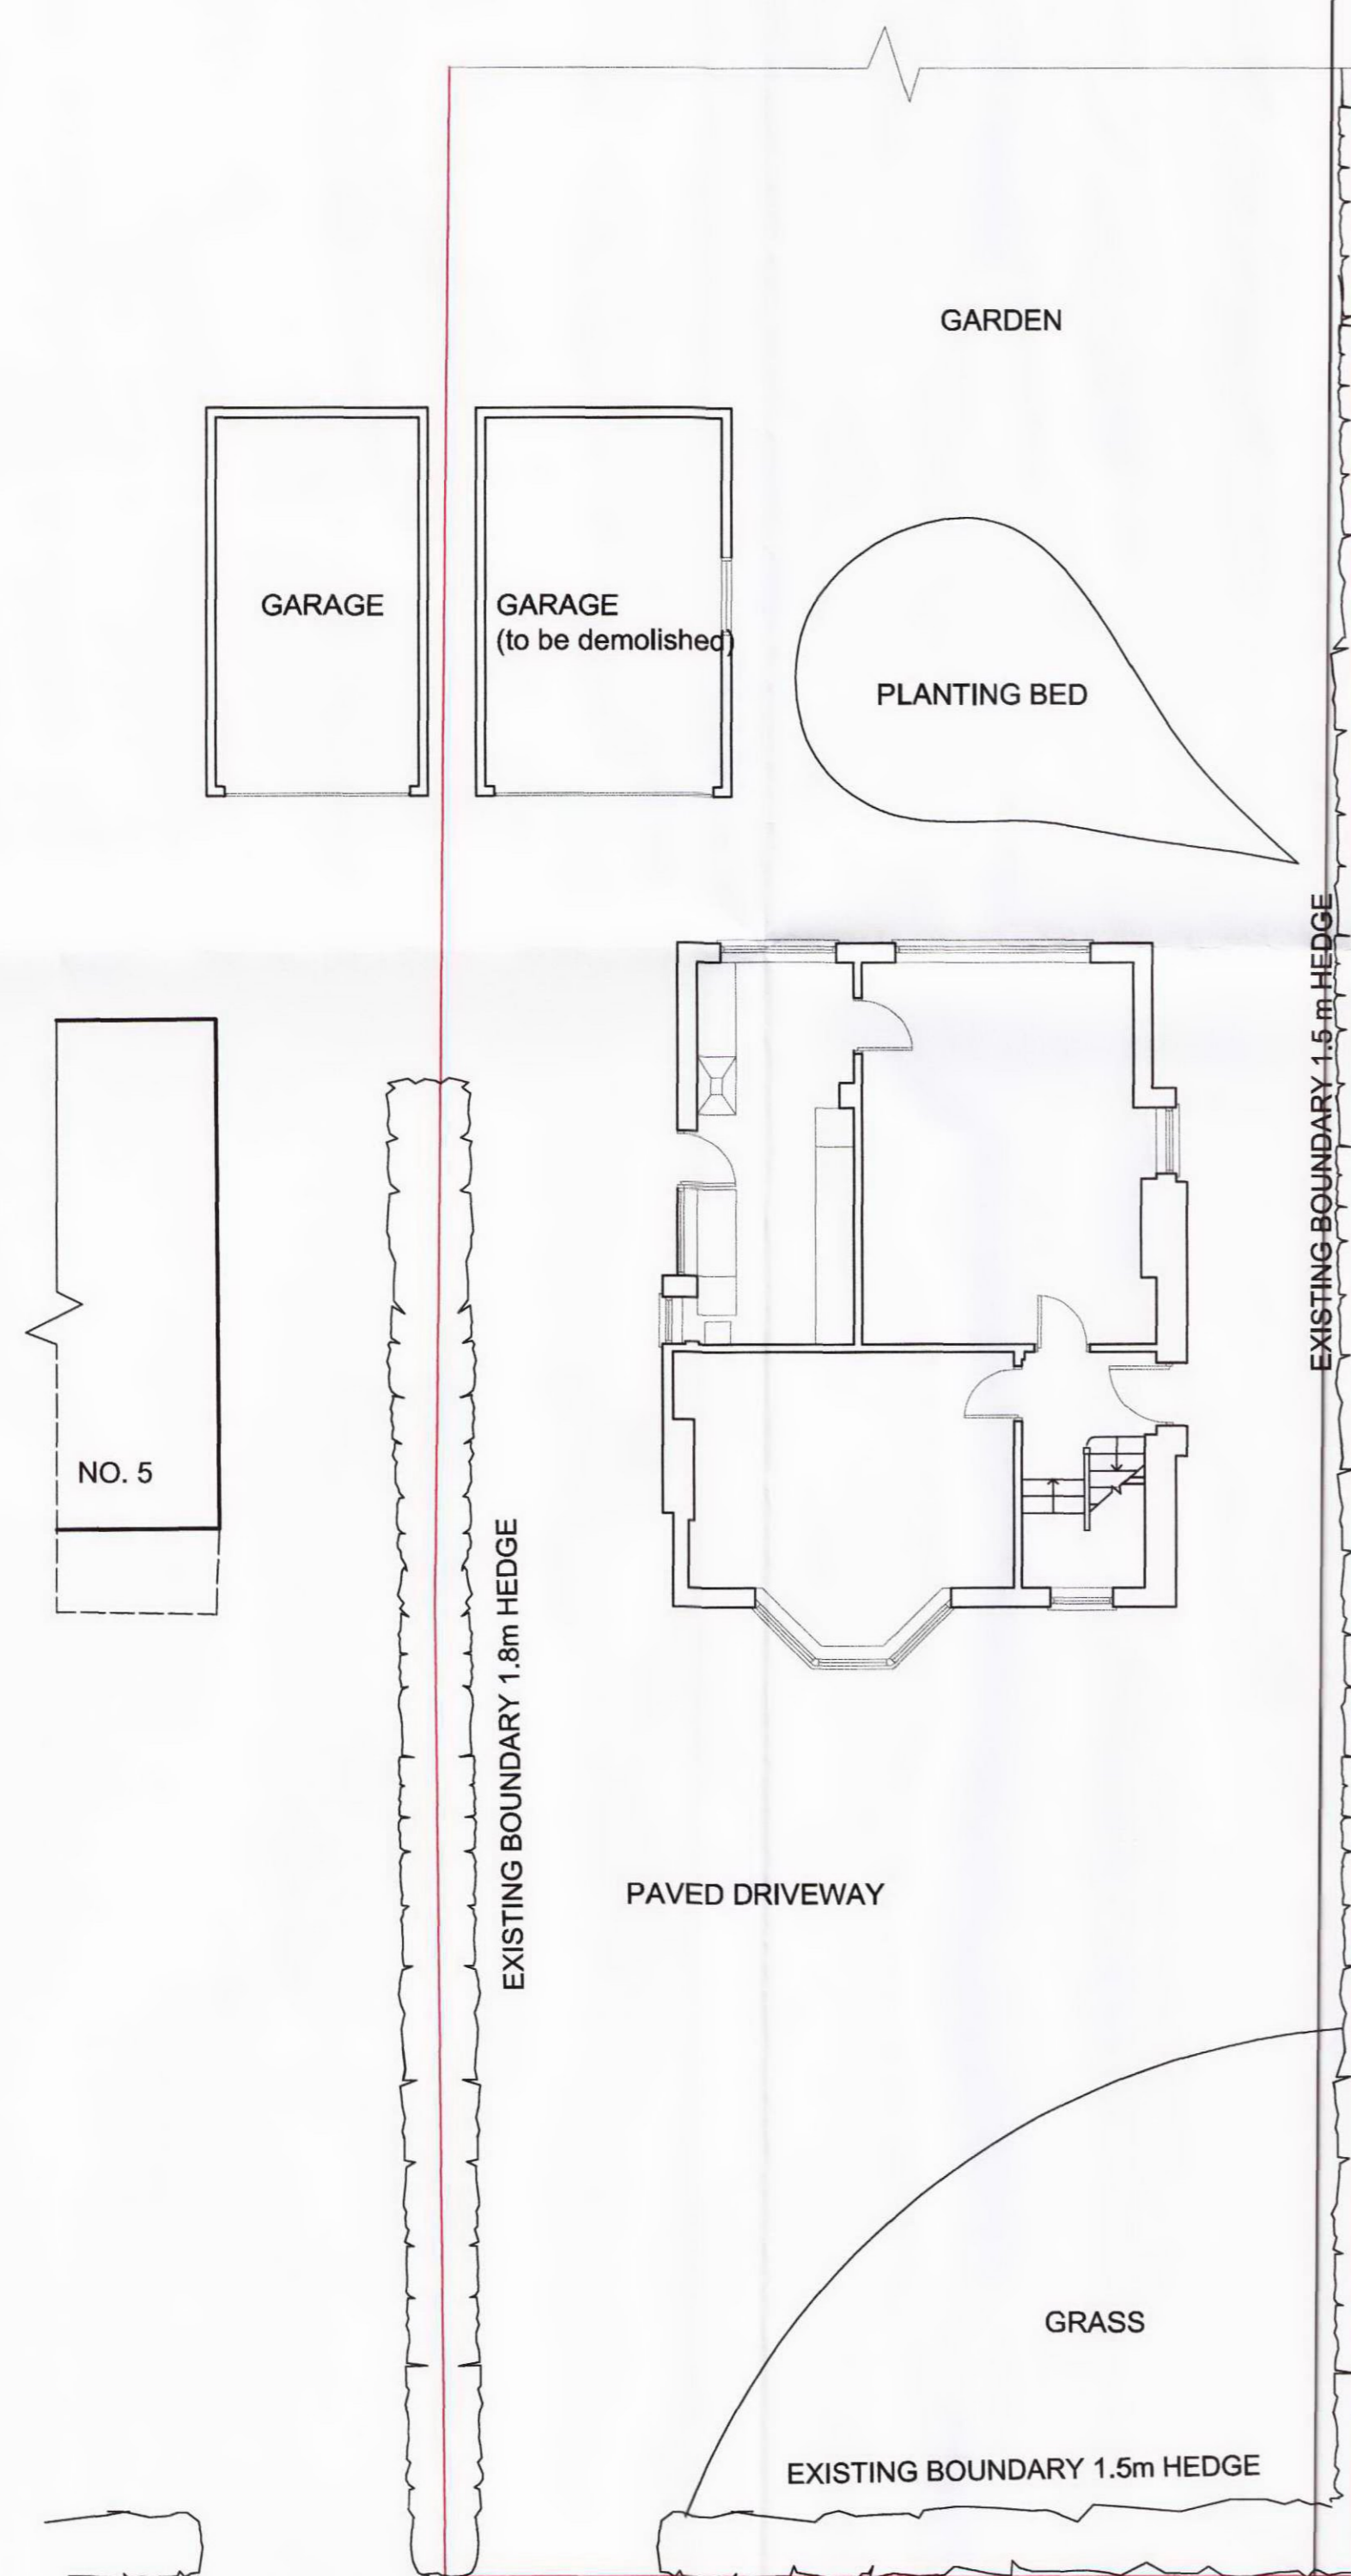 GARDEN
GARAGE
GARAGE
(to be demolished)
PLANTING BED
EXISTING BOUNDARY 1.5 m HEDGE
NO. 5
EXISTING BOUNDARY 1.8m HEDGE
PAVED DRIVEWAY
GRASS
EXISTING BOUNDARY 1.5m HEDGE